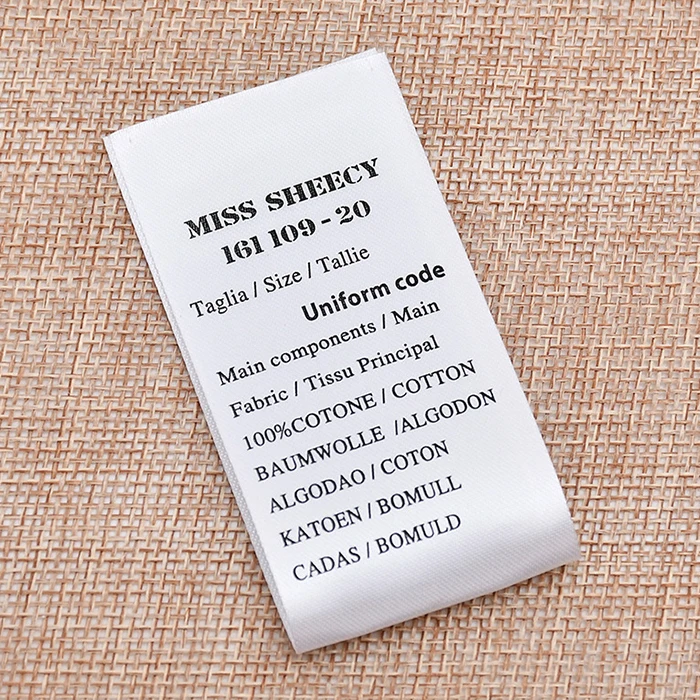 MISS SHEECY
161 109 - 20
Taglia / Size / Tallie
Uniform code
Main components / Main
Fabric / Tissu Principal
100%COTONE / COTTON
BAUMWOLLE /ALGODON
ALGODAO / COTON
KATOEN / BOMULL
CADAS / BOMULD